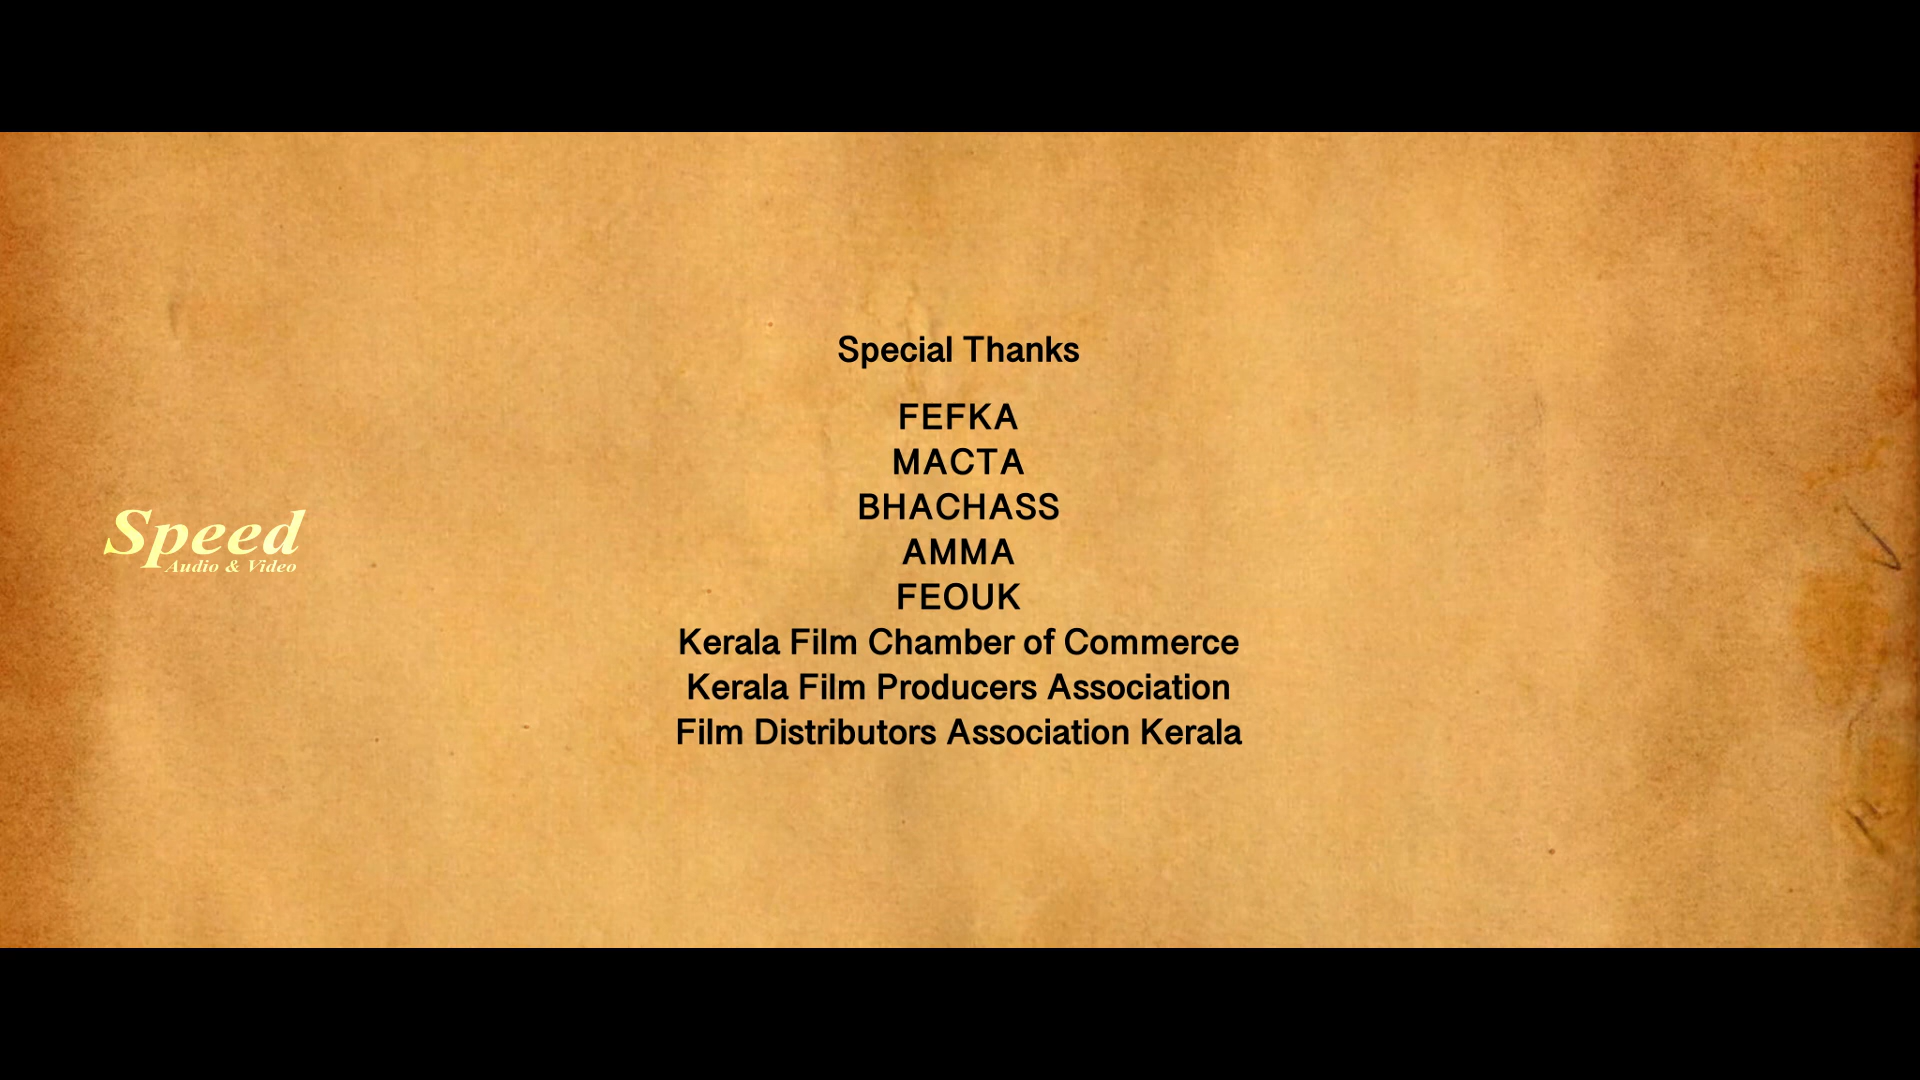 Special Thanks
FEFKA
MACTA
BHACHASS
AMMA
FEOUK
Kerala Film Chamber of Commerce
Kerala Film Producers Association
Film Distributors Association Kerala
Speed
Audio & Video